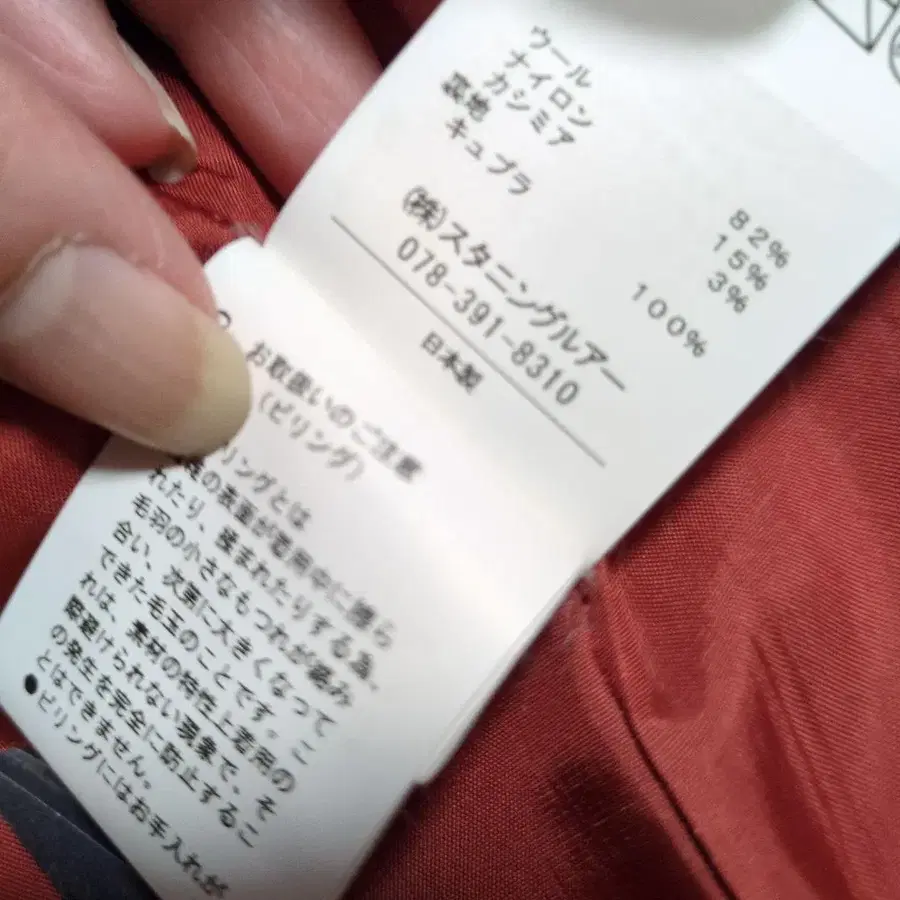 ウール 82%
ナイロン 15%
カシミア 3%
裏地
キュプラ 100%
(株)スタニングルアー
078-391-8310
日本製
お取扱いのご注意
(ピリング)
リングとは
の表面が着用中に擦ら
れたり、揉まれたりする為、
毛羽の小さなもつれが絡み
合い、次第に大きくなって
できた毛玉のことです。こ
れは、素材の特性上着用の
際避けられない現象で、そ
の発生を完全に防止するこ
とはできません。
●ピリングにはお手入れが